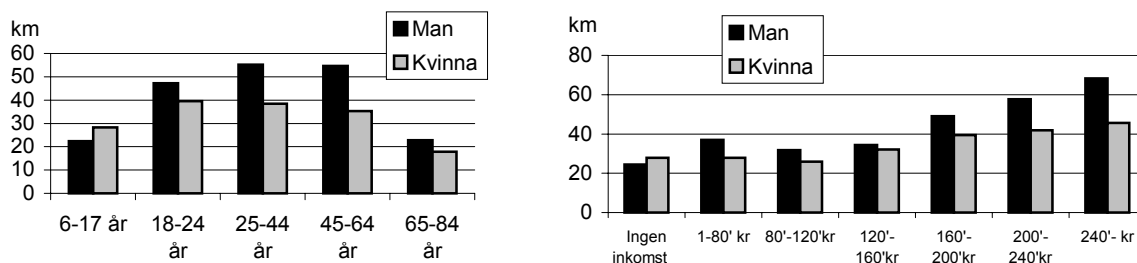 km
Man
Kvinna
60
50
40
30
20
10
0
6-17 år
18-24
år
25-44
år
45-64
år
65-84
år
km
Man
Kvinna
80
60
40
20
0
Ingen
inkomst
1-80' kr
80'-120'kr
120'-
160'kr
160'-
200'kr
200'-
240'kr
240'- kr